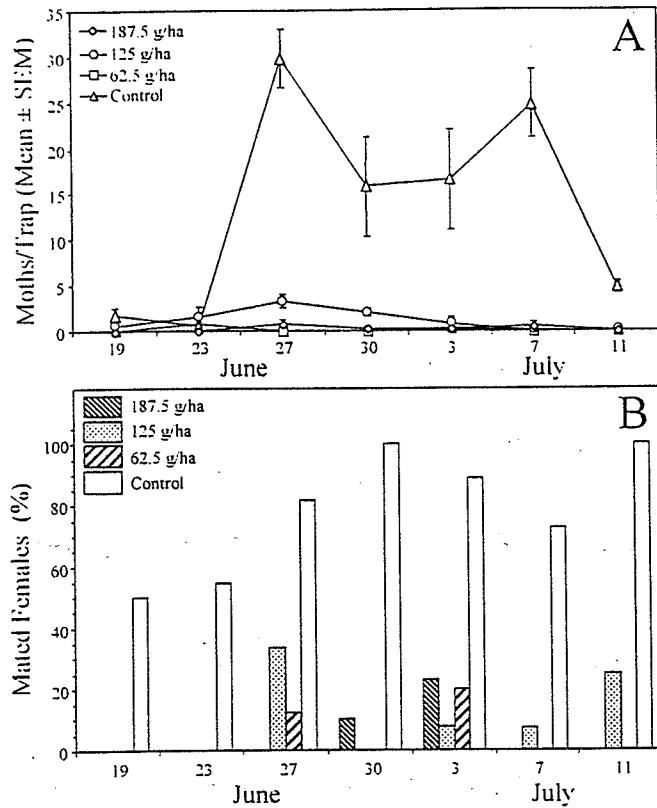 A
187.5 g/ha
125 g/ha
62.5 g/ha
Control
Moths/Trap (Mean ± SEM)
35
30
25
20
15
10
5
0
19 23 27 30 3 7 11
June July
B
187.5 g/ha
125 g/ha
62.5 g/ha
Control
Mated Females (%)
100
80
60
40
20
0
19 23 27 30 3 7 11
June July